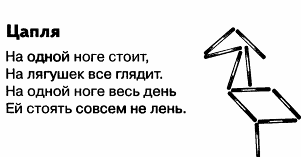 Цапля
На одной ноге стоит,
На лягушек все глядит.
На одной ноге весь день
Ей стоять совсем не лень.